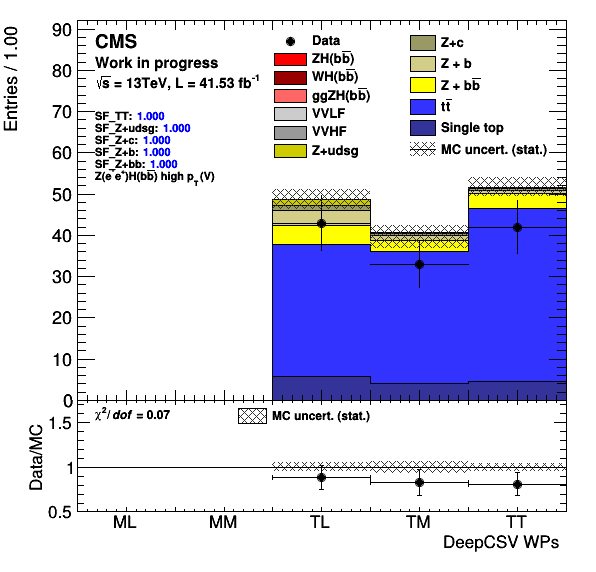 CMS
Work in progress
√s = 13TeV, L = 41.53 fb⁻¹
SF_TT: 1.000
SF_Z+udsg: 1.000
SF_Z+c: 1.000
SF_Z+b: 1.000
SF_Z+bb: 1.000
Z(e⁻e⁺)H(bb̅) high p_T(V)
Data
ZH(bb̅)
WH(bb̅)
ggZH(bb̅)
VVLF
VVHF
Z+udsg
Z+c
Z + b
Z + bb̅
tt̅
Single top
MC uncert. (stat.)
Entries / 1.00
90
80
70
60
50
40
30
20
10
0
χ²/dof = 0.07
MC uncert. (stat.)
Data/MC
1.5
1
0.5
ML
MM
TL
TM
TT
DeepCSV WPs